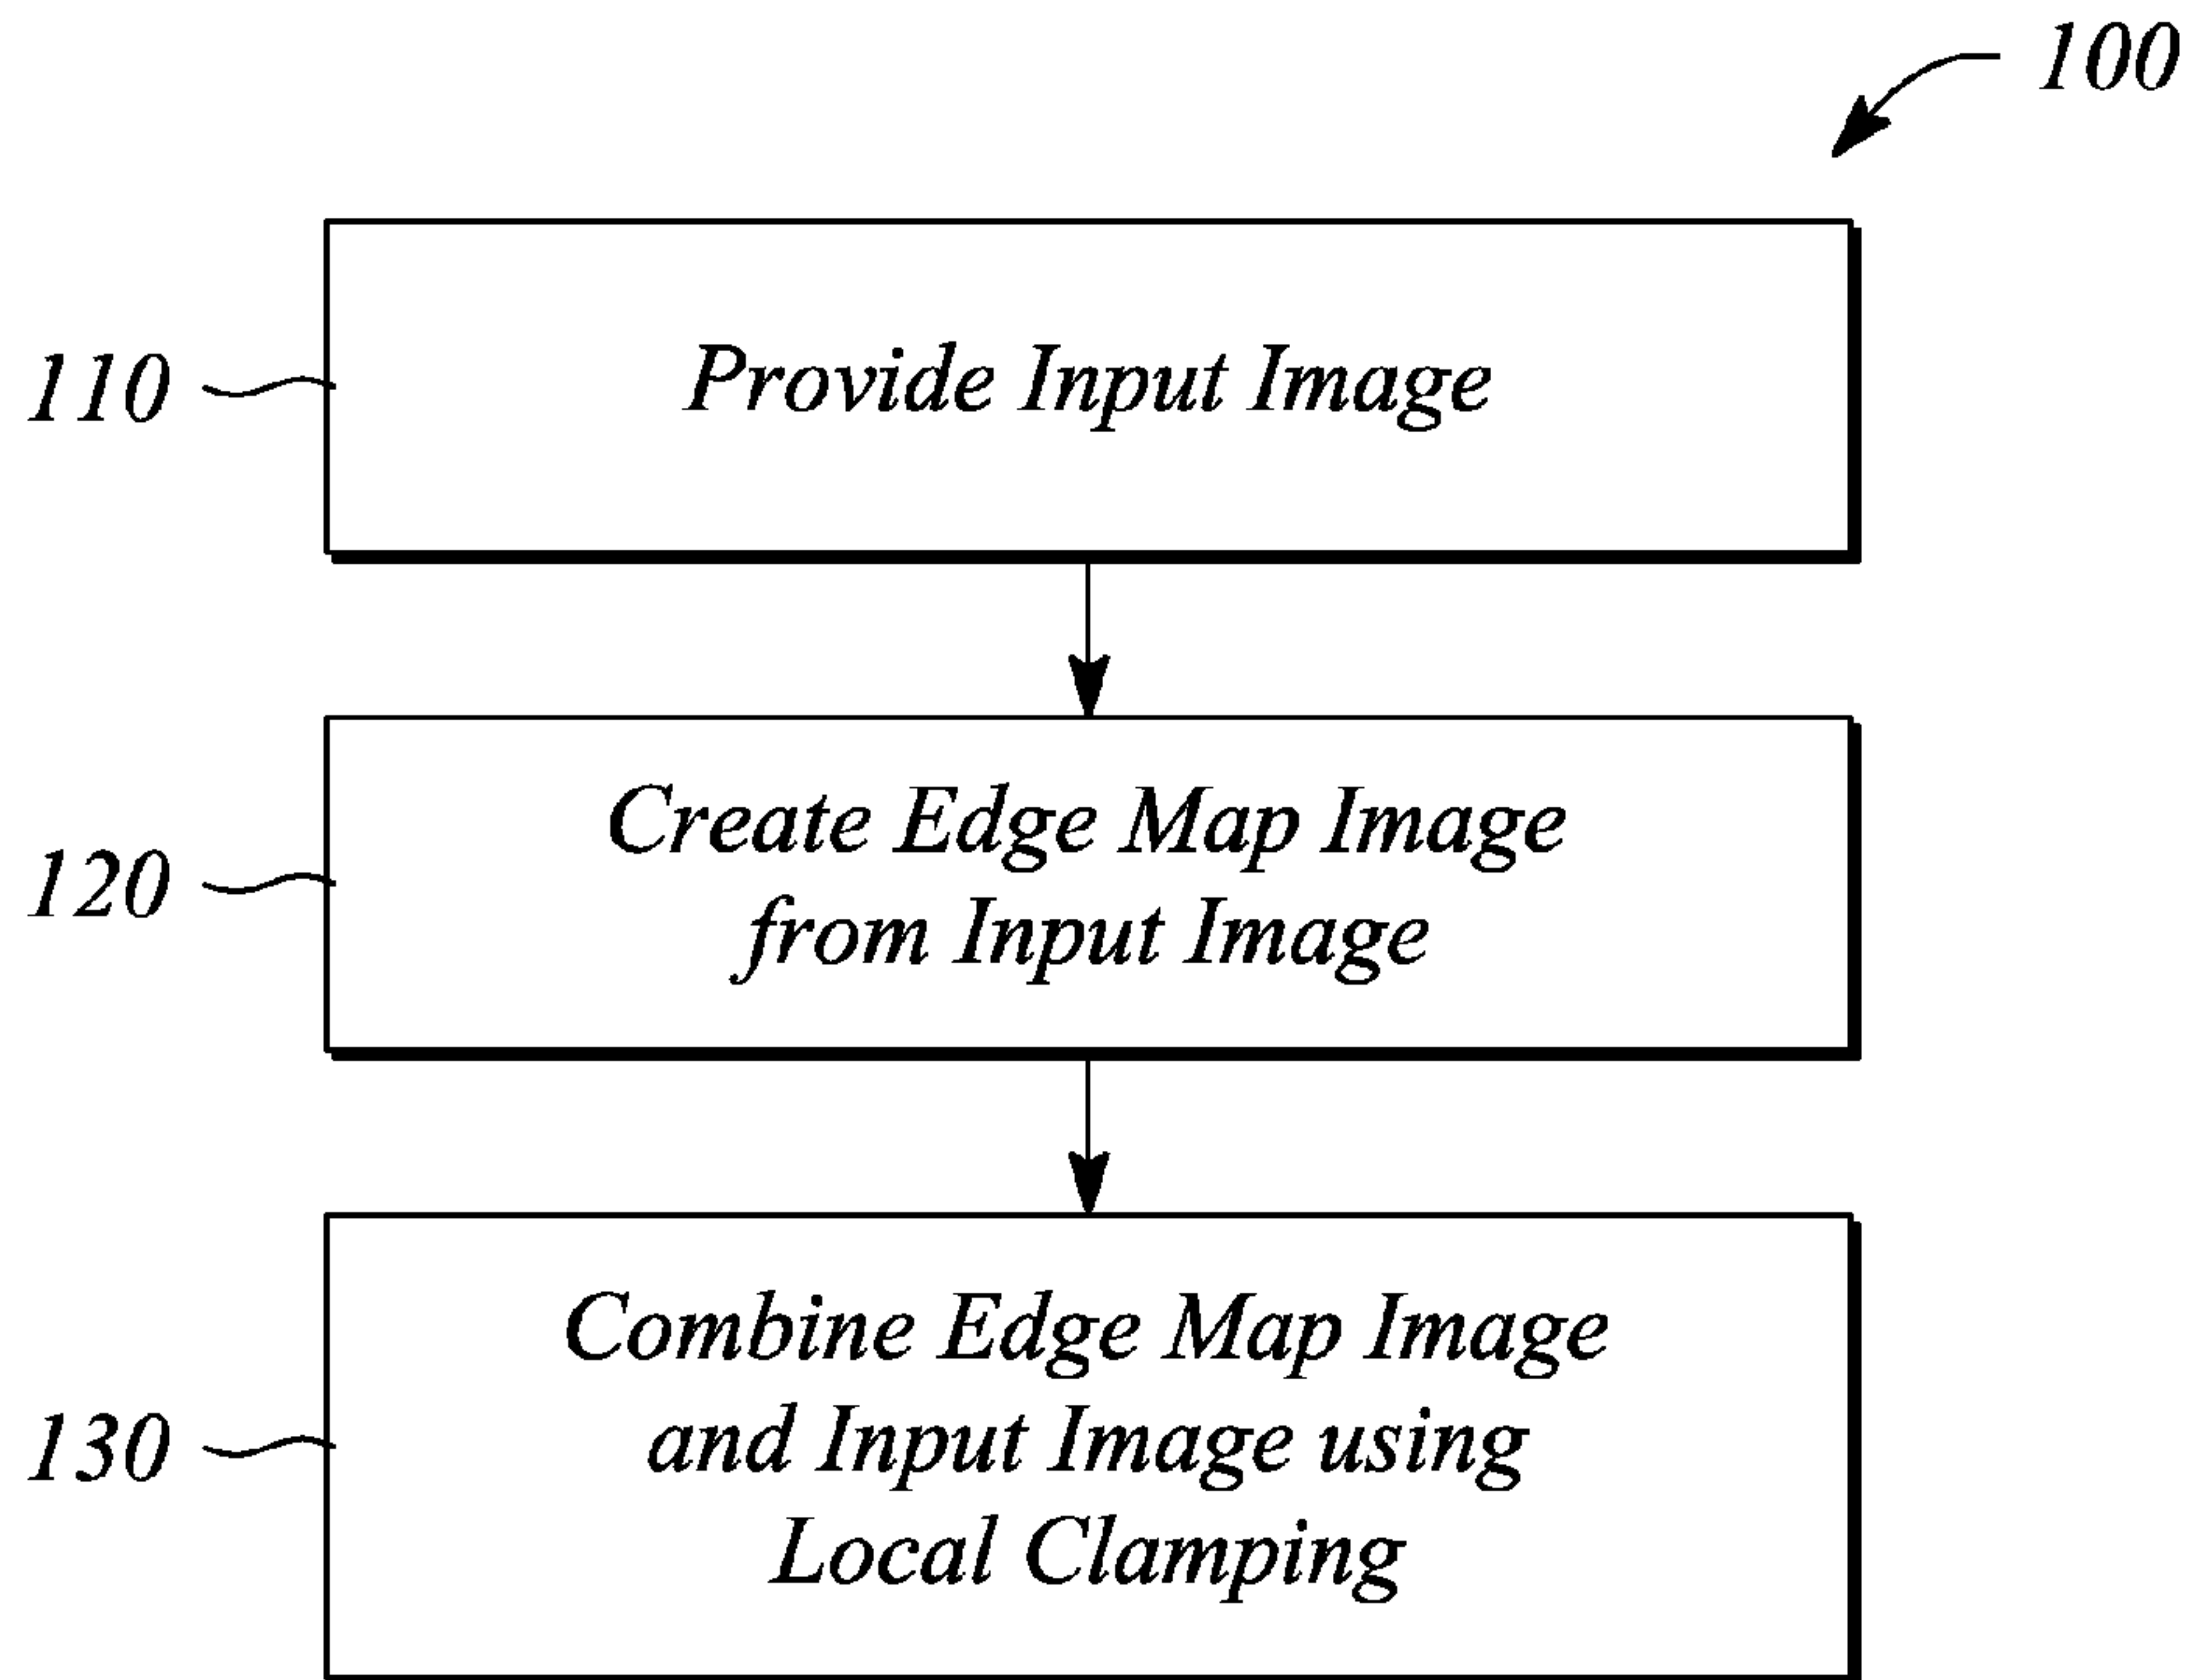 100
110
Provide Input Image
120
Create Edge Map Image
from Input Image
130
Combine Edge Map Image
and Input Image using
Local Clamping